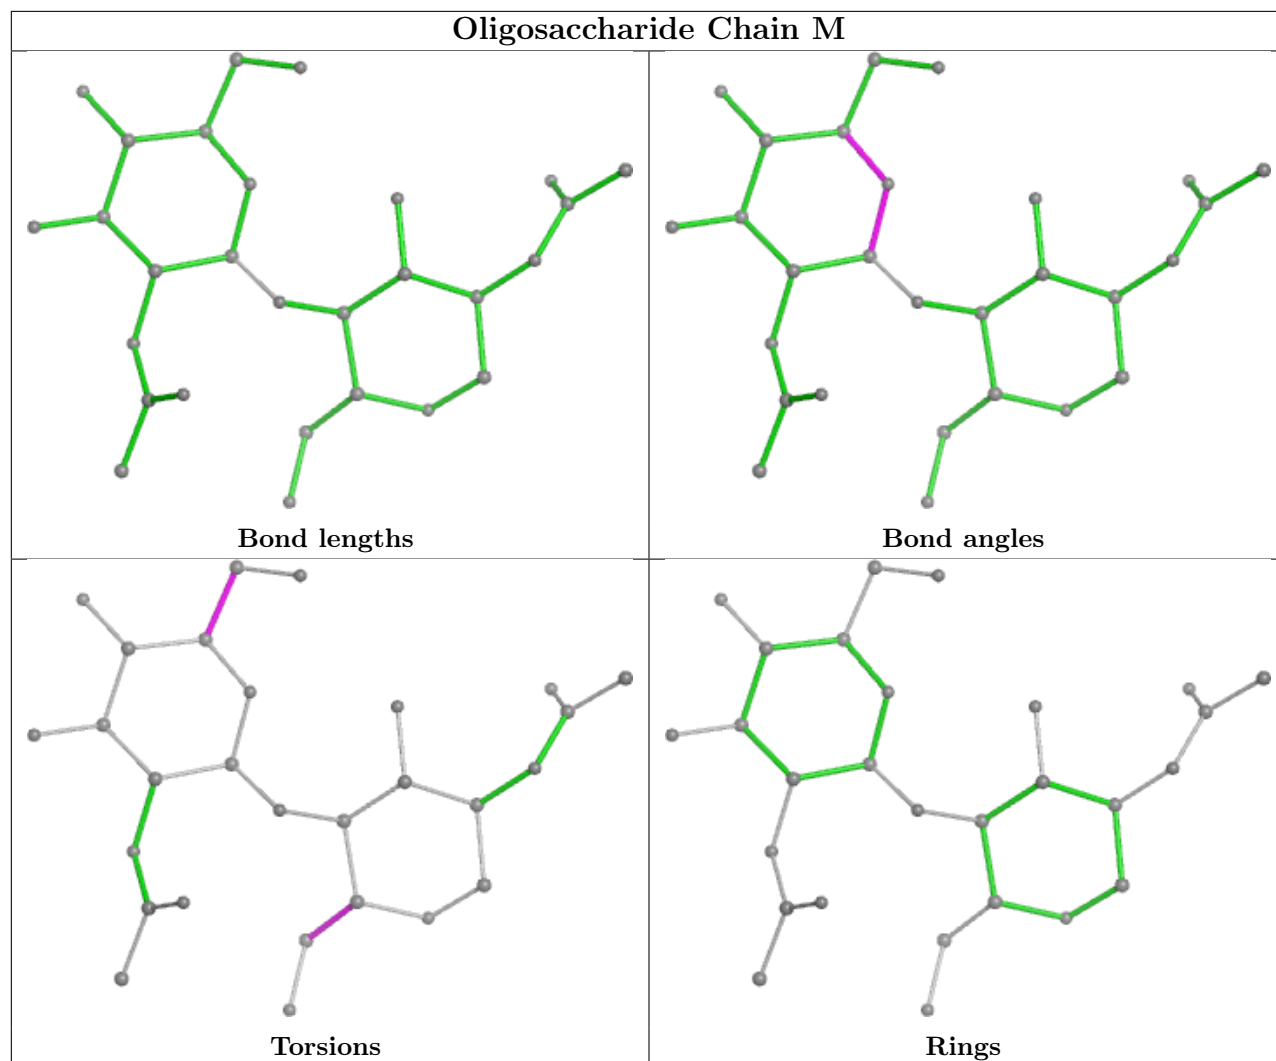 Oligosaccharide Chain M
Bond lengths
Bond angles
Torsions
Rings